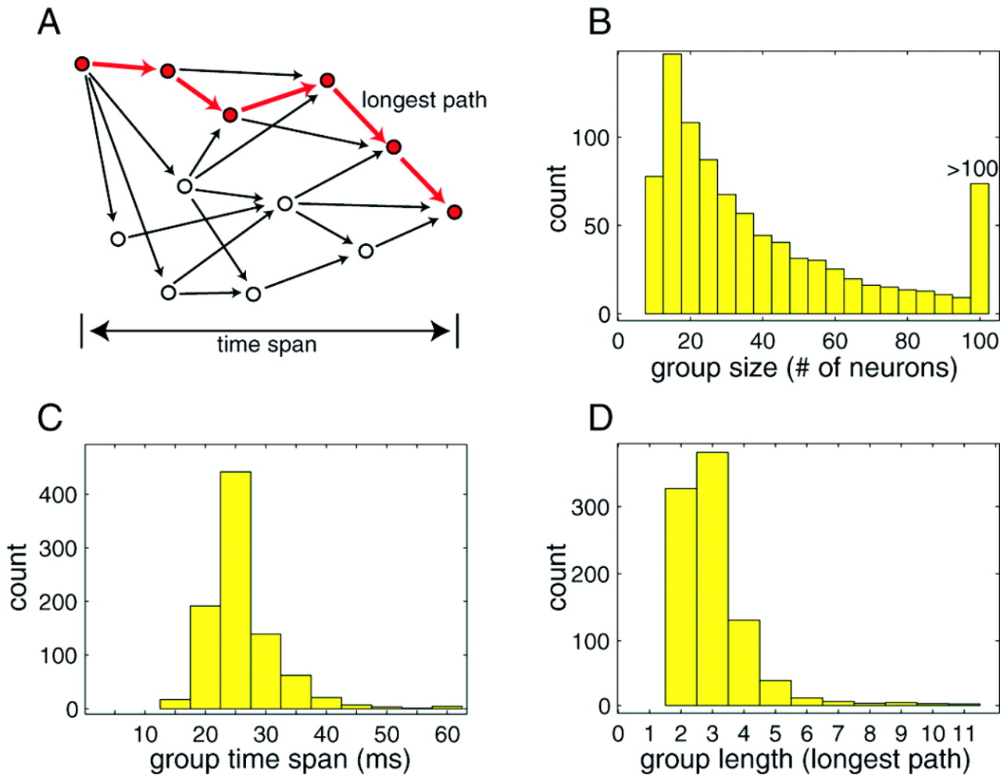 A
longest path
time span
B
count
100
50
0
>100
0 20 40 60 80 100
group size (# of neurons)
C
count
400
300
200
100
0
10 20 30 40 50 60
group time span (ms)
D
count
300
200
100
0
0 1 2 3 4 5 6 7 8 9 10 11
group length (longest path)